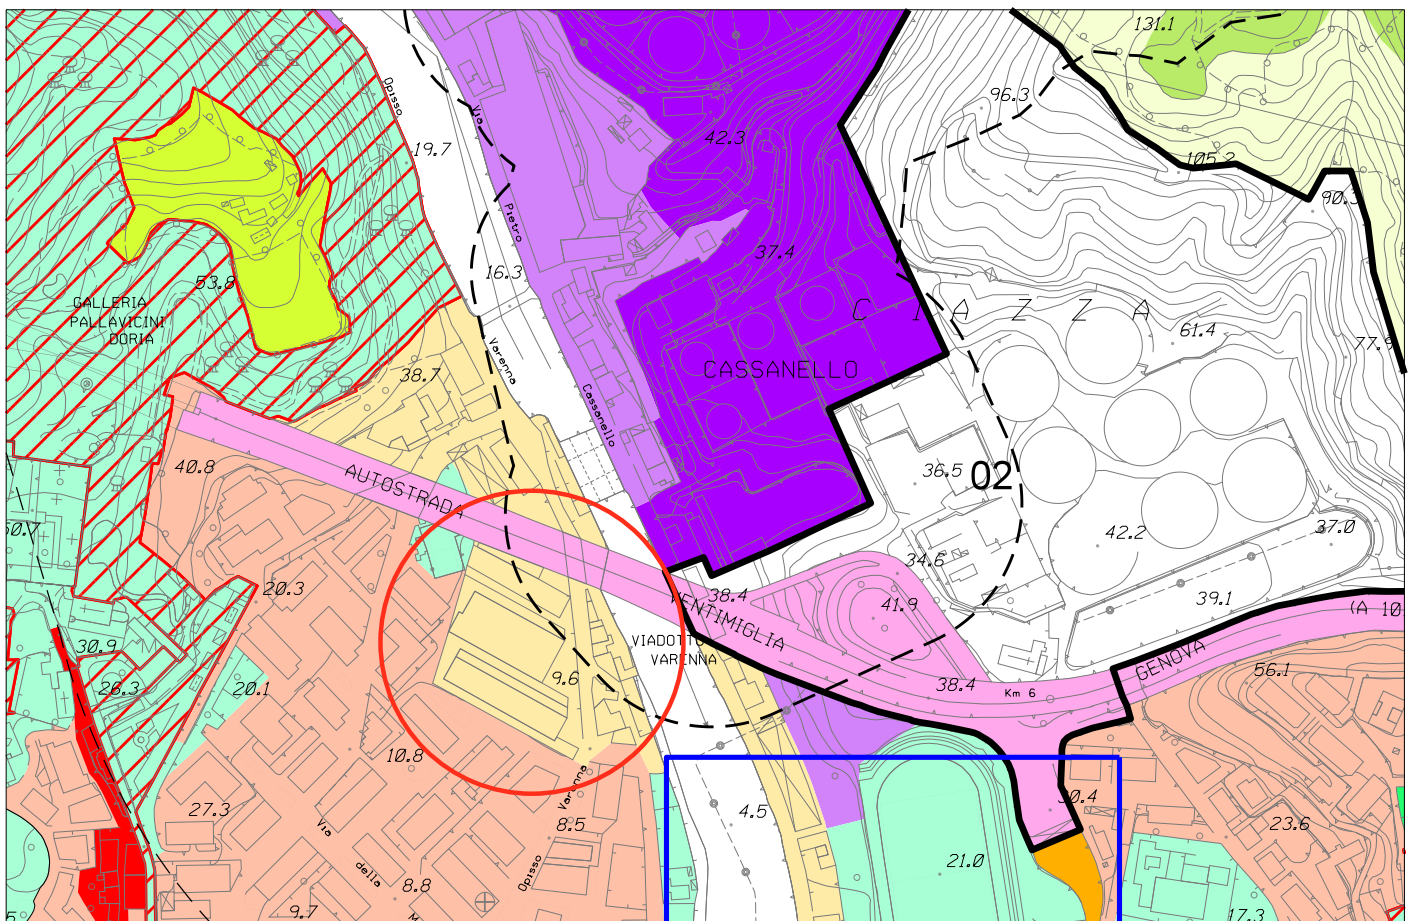 131.1
96.3
Opisso
Via
19.7
42.3
105.2
90.3
Pietro
37.4
16.3
53.8
GALLERIA
PALLAVICINI
DORIA
C I A Z Z A
61.4
77.9
Varenna
38.7
CASSANELLO
Cassanello
40.8
AUTOSTRADA
36.5
02
42.2
37.0
34.6
20.3
38.4
VENTIMIGLIA
41.9
39.1
(A 10
30.9
VIADOTTO
VARENNA
GENOVA
26.3
20.1
9.6
38.4
Km 6
56.1
10.8
Varenna
27.3
Via
4.5
30.4
23.6
8.5
della
Opisso
21.0
8.8
9.7
17.3